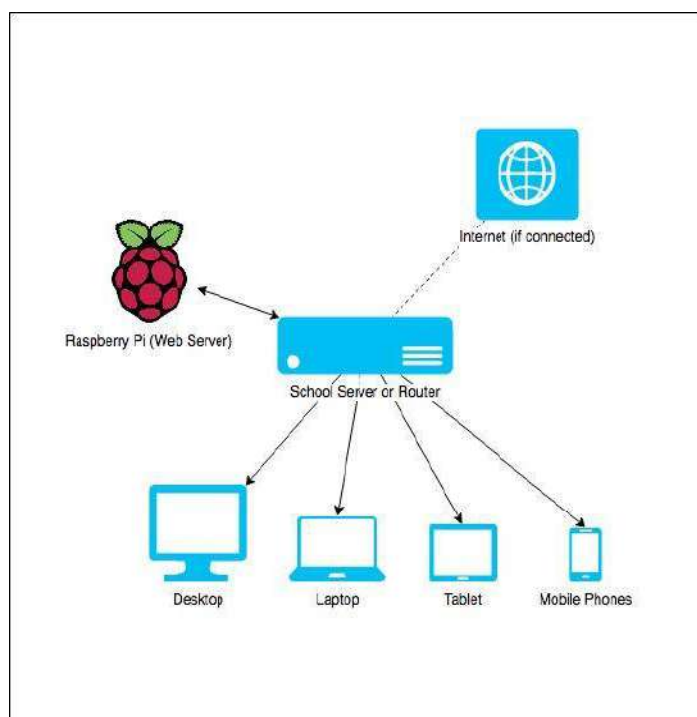 Internet (if connected)
Raspberry Pi (Web Server)
School Server or Router
Desktop
Laptop
Tablet
Mobile Phones